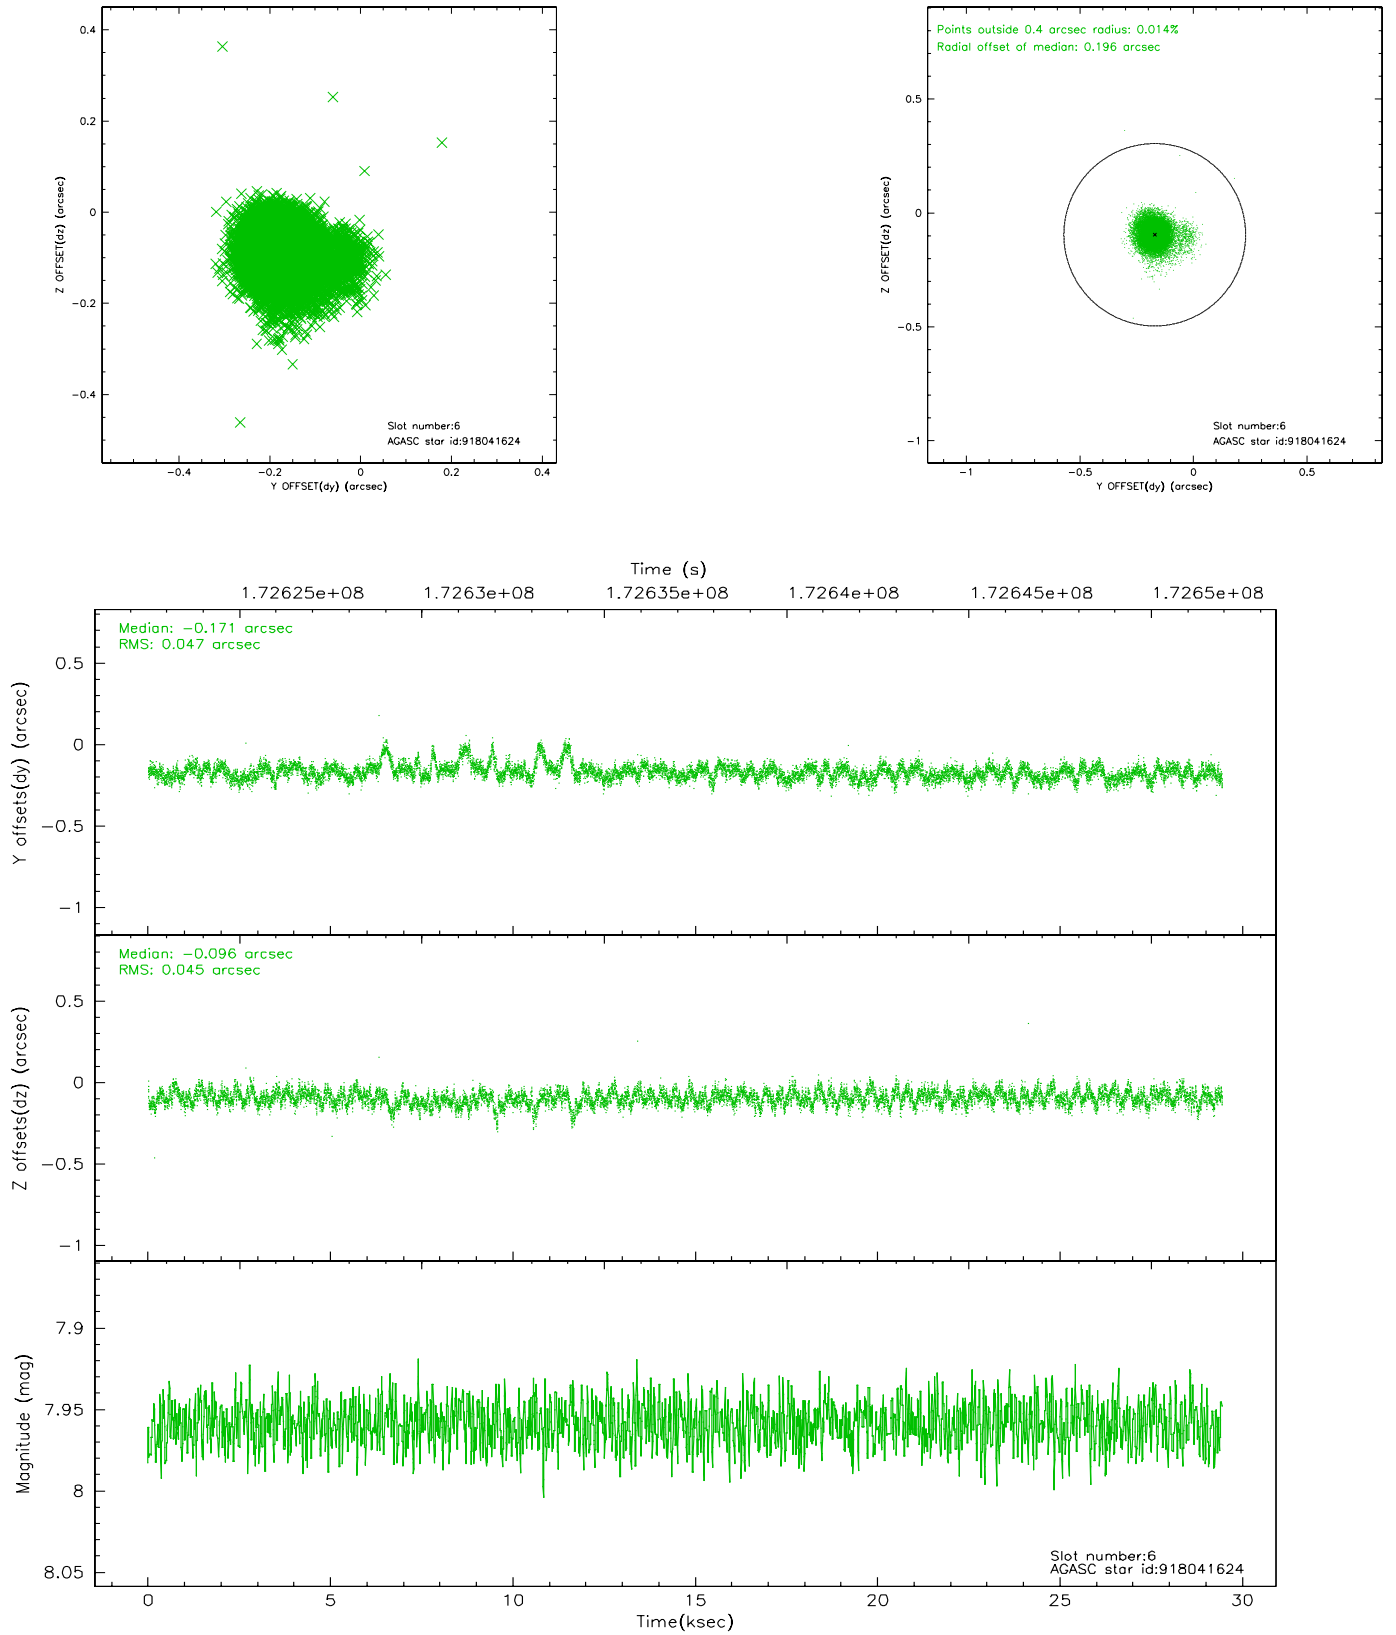 0.4
0.2
0
−0.2
−0.4
Z OFFSET(dz) (arcsec)
−0.4 −0.2 0 0.2 0.4
Y OFFSET(dy) (arcsec)
Slot number:6
AGASC star id:918041624
Points outside 0.4 arcsec radius: 0.014%
Radial offset of median: 0.196 arcsec
0.5
0
−0.5
−1
Z OFFSET(dz) (arcsec)
−1 −0.5 0 0.5
Y OFFSET(dy) (arcsec)
Slot number:6
AGASC star id:918041624
Time (s)
1.72625e+08 1.7263e+08 1.72635e+08 1.7264e+08 1.72645e+08 1.7265e+08
Median: −0.171 arcsec
RMS: 0.047 arcsec
0.5
0
−0.5
−1
Y offsets(dy) (arcsec)
Median: −0.096 arcsec
RMS: 0.045 arcsec
0.5
0
−0.5
−1
Z offsets(dz) (arcsec)
7.9
7.95
8
8.05
Magnitude (mag)
Slot number:6
AGASC star id:918041624
0 5 10 15 20 25 30
Time(ksec)